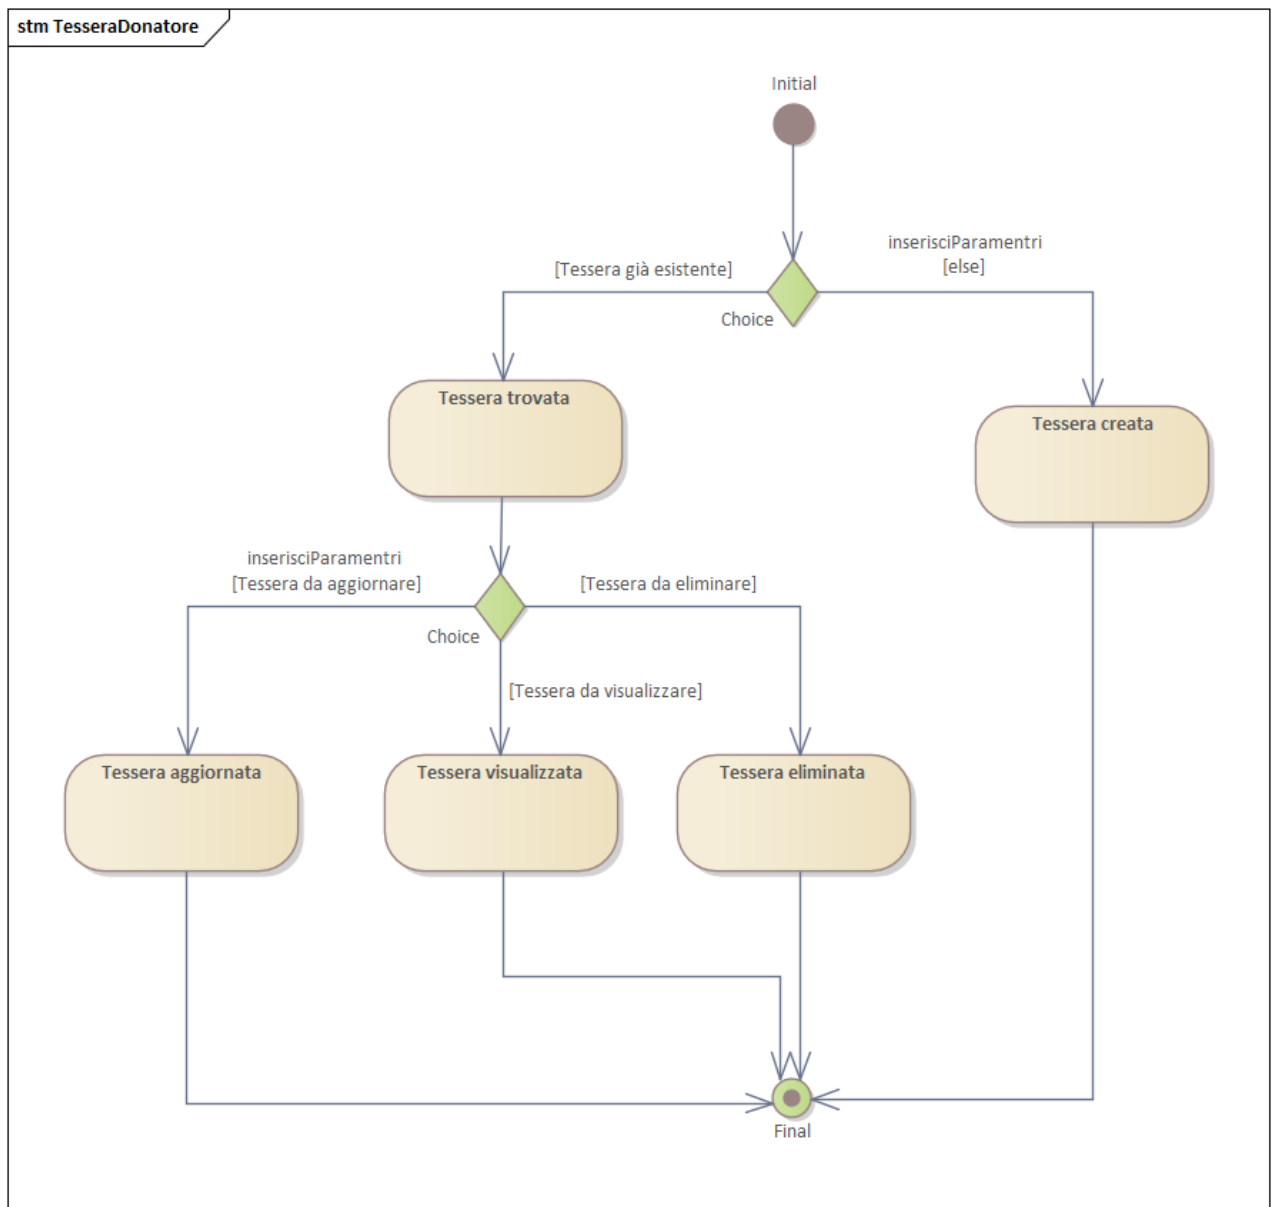 stm TesseraDonatore
Initial
inserisciParamentri
[else]
[Tessera già esistente]
Choice
Tessera trovata
Tessera creata
inserisciParamentri
[Tessera da aggiornare]
[Tessera da eliminare]
Choice
[Tessera da visualizzare]
Tessera aggiornata
Tessera visualizzata
Tessera eliminata
Final